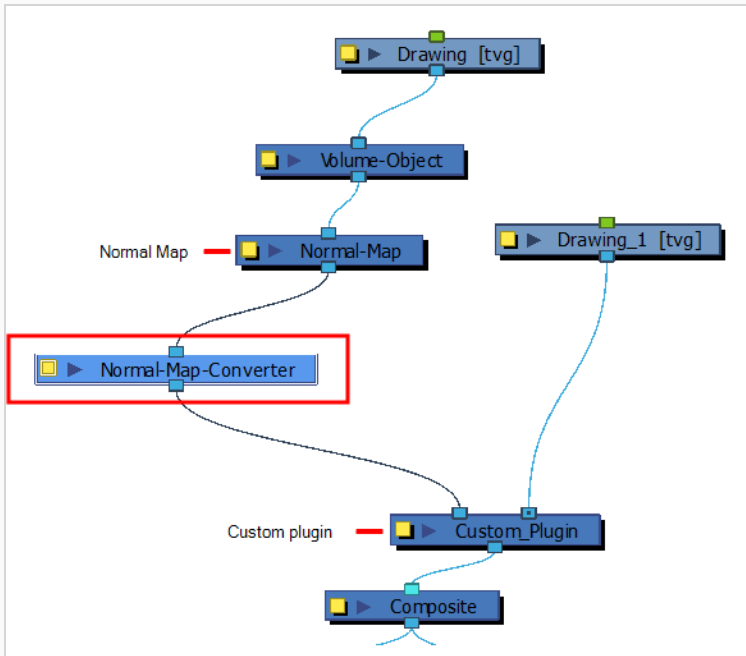 Drawing [tvg]
Volume-Object
Normal Map
Normal-Map
Drawing_1 [tvg]
Normal-Map-Converter
Custom plugin
Custom_Plugin
Composite